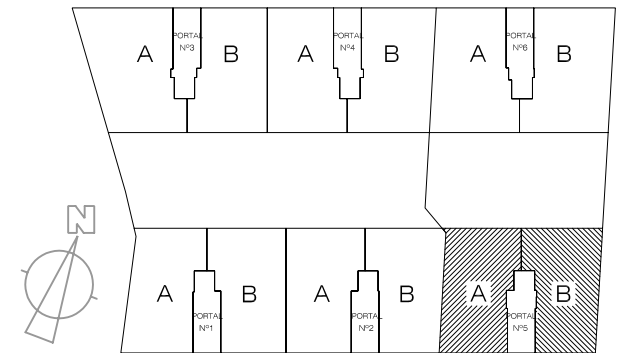 A PORTAL Nº3 B
A PORTAL Nº4 B
A PORTAL Nº6 B
N
A PORTAL Nº1 B
A PORTAL Nº2 B
A PORTAL Nº5 B